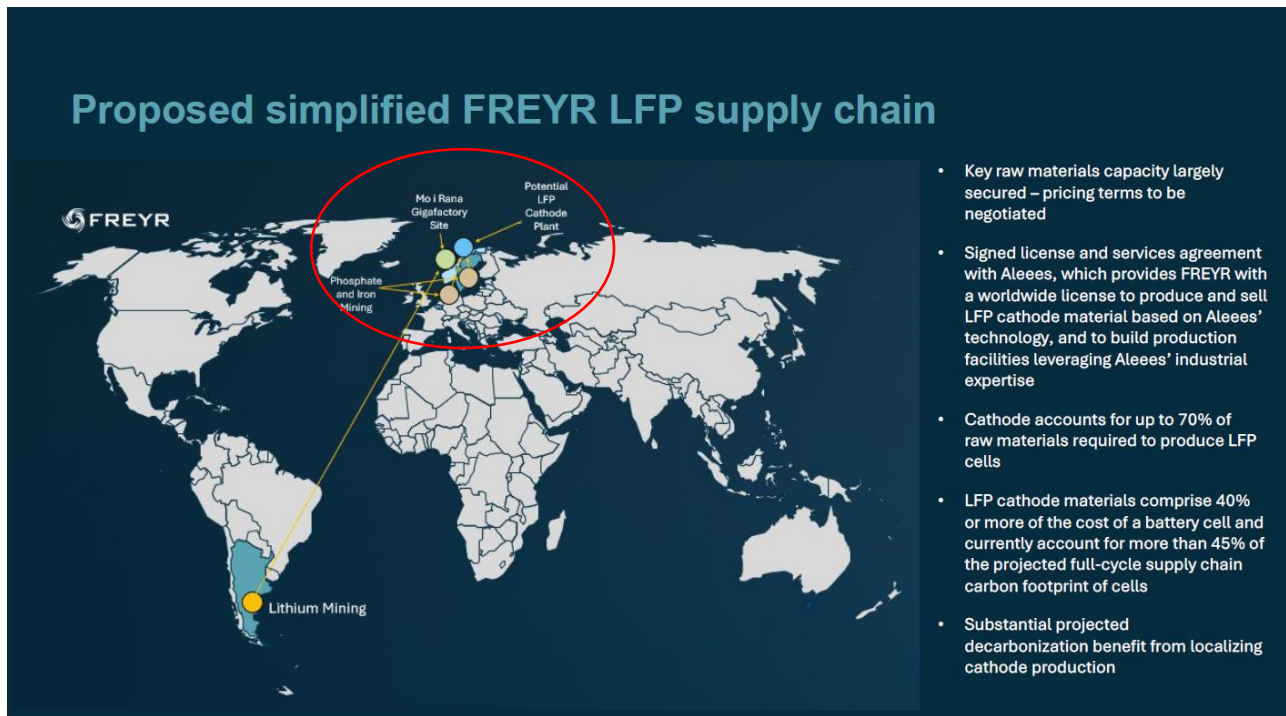 Proposed simplified FREYR LFP supply chain
FREYR
Mo i Rana
Gigafactory
Site
Potential
LFP
Cathode
Plant
Phosphate
and Iron
Mining
Lithium Mining
• Key raw materials capacity largely
secured – pricing terms to be
negotiated
• Signed license and services agreement
with Aleees, which provides FREYR with
a worldwide license to produce and sell
LFP cathode material based on Aleees’
technology, and to build production
facilities leveraging Aleees’ industrial
expertise
• Cathode accounts for up to 70% of
raw materials required to produce LFP
cells
• LFP cathode materials comprise 40%
or more of the cost of a battery cell and
currently account for more than 45% of
the projected full-cycle supply chain
carbon footprint of cells
• Substantial projected
decarbonization benefit from localizing
cathode production